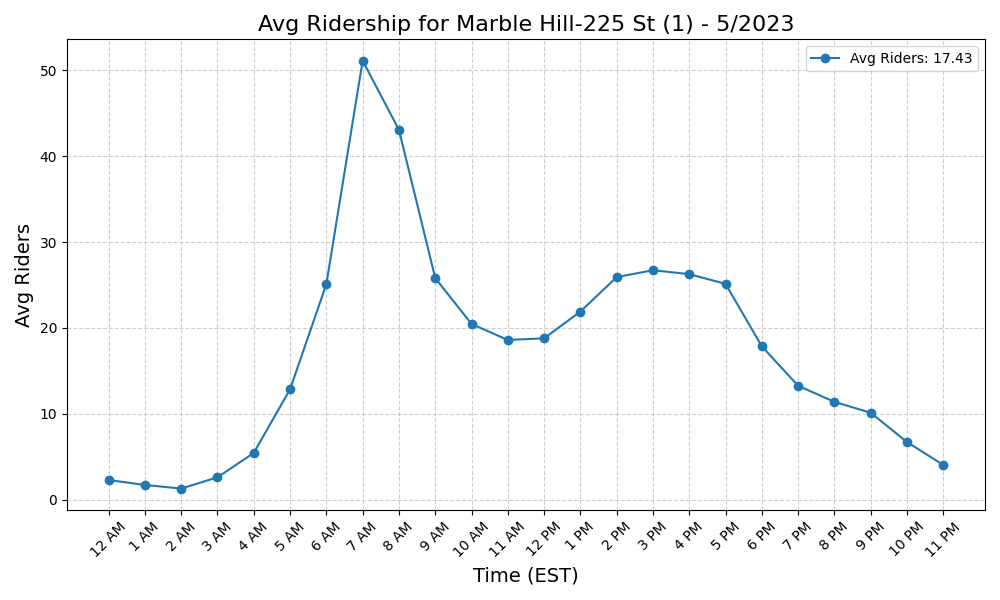 Avg Ridership for Marble Hill-225 St (1) - 5/2023
Avg Riders: 17.43
Avg Riders
50
40
30
20
10
0
12 AM
1 AM
2 AM
3 AM
4 AM
5 AM
6 AM
7 AM
8 AM
9 AM
10 AM
11 AM
12 PM
1 PM
2 PM
3 PM
4 PM
5 PM
6 PM
7 PM
8 PM
9 PM
10 PM
11 PM
Time (EST)